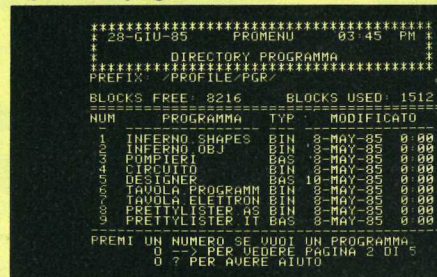 **********************************
* 28-GIU-85 PROMENU 03:45 PM *
* DIRECTORY PROGRAMMA *
**********************************
PREFIX: /PROFILE/PGR/
BLOCKS FREE: 8216 BLOCKS USED: 1512
NUM PROGRAMMA TYP MODIFICATO
1 INFERNO.SHAPES BIN 8-MAY-85 0:00
2 INFERNO.OBJ BIN 8-MAY-85 0:00
3 POMPIERI BAS 8-MAY-85 0:00
4 CIRCUITO BIN 8-MAY-85 0:00
5 DESIGNER BAS 10-MAY-85 0:00
6 TAVOLA.PROGRAMM BIN 8-MAY-85 0:00
7 TAVOLA.ELETTRON BIN 8-MAY-85 0:00
8 PRETTYLISTER.AS BIN 8-MAY-85 0:00
9 PRETTYLISTER.IT BAS 8-MAY-85 0:00
PREMI UN NUMERO SE VUOI UN PROGRAMMA
O --> PER VEDERE PAGINA 2 DI 5
O ? PER AVERE AIUTO